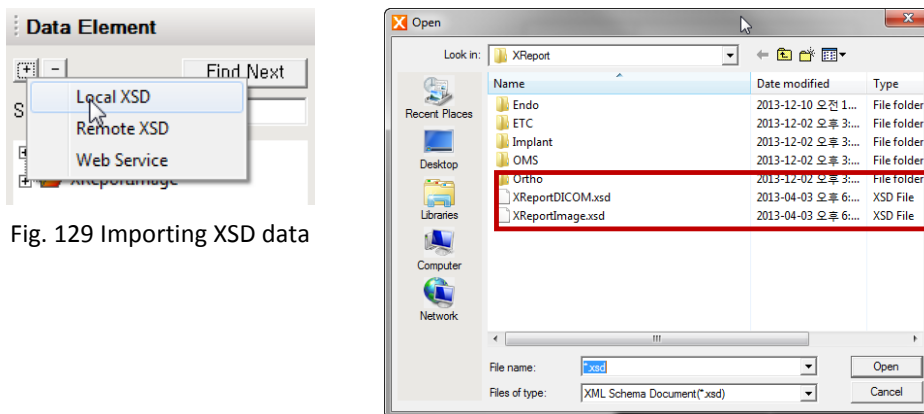 Data Element
+ - Find Next
S
Local XSD
Remote XSD
Web Service
XReportImage
Fig. 129 Importing XSD data
Open
Look in: XReport
Name Date modified Type
Endo 2013-12-10 오전 1... File folder
ETC 2013-12-02 오후 3:... File folder
Implant 2013-12-02 오후 3:... File folder
OMS 2013-12-02 오후 3:... File folder
Ortho 2013-12-02 오후 3:... File folder
XReportDICOM.xsd 2013-04-03 오후 6:... XSD File
XReportImage.xsd 2013-04-03 오후 6:... XSD File
Recent Places
Desktop
Libraries
Computer
Network
File name: *.xsd Open
Files of type: XML Schema Document(*.xsd) Cancel